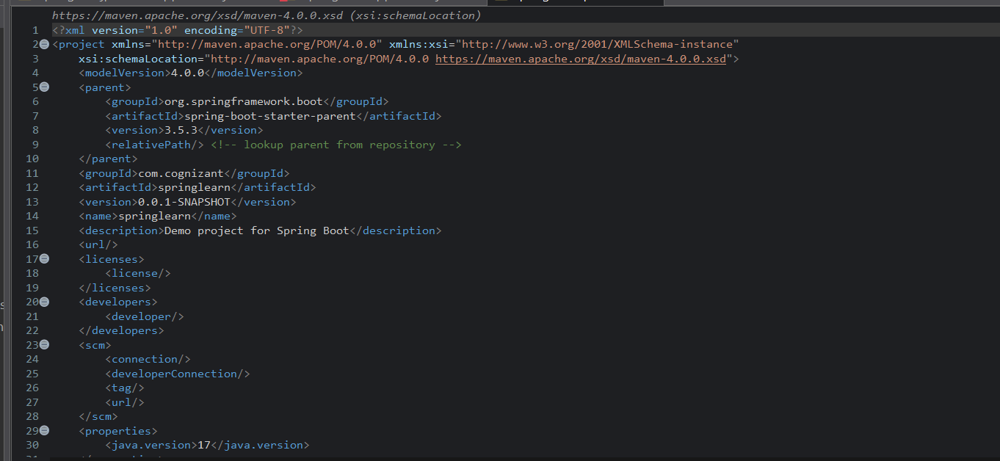 https://maven.apache.org/xsd/maven-4.0.0.xsd (xsi:schemaLocation)
1 <?xml version="1.0" encoding="UTF-8"?>
2 <project xmlns="http://maven.apache.org/POM/4.0.0" xmlns:xsi="http://www.w3.org/2001/XMLSchema-instance"
3 xsi:schemaLocation="http://maven.apache.org/POM/4.0.0 https://maven.apache.org/xsd/maven-4.0.0.xsd">
4 <modelVersion>4.0.0</modelVersion>
5 <parent>
6 <groupId>org.springframework.boot</groupId>
7 <artifactId>spring-boot-starter-parent</artifactId>
8 <version>3.5.3</version>
9 <relativePath/> <!-- lookup parent from repository -->
10 </parent>
11 <groupId>com.cognizant</groupId>
12 <artifactId>springlearn</artifactId>
13 <version>0.0.1-SNAPSHOT</version>
14 <name>springlearn</name>
15 <description>Demo project for Spring Boot</description>
16 <url/>
17 <licenses>
18 <license/>
19 </licenses>
20 <developers>
21 <developer/>
22 </developers>
23 <scm>
24 <connection/>
25 <developerConnection/>
26 <tag/>
27 <url/>
28 </scm>
29 <properties>
30 <java.version>17</java.version>